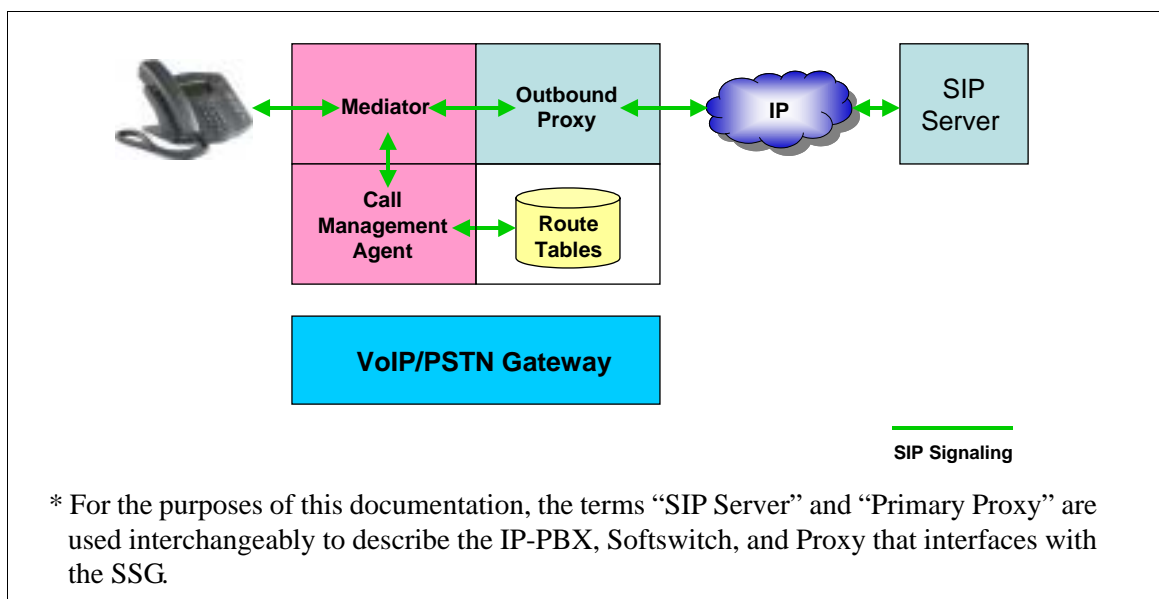 Mediator
Outbound
Proxy
IP
SIP
Server
Call
Management
Agent
Route
Tables
VoIP/PSTN Gateway
SIP Signaling
* For the purposes of this documentation, the terms “SIP Server” and “Primary Proxy” are
used interchangeably to describe the IP-PBX, Softswitch, and Proxy that interfaces with
the SSG.